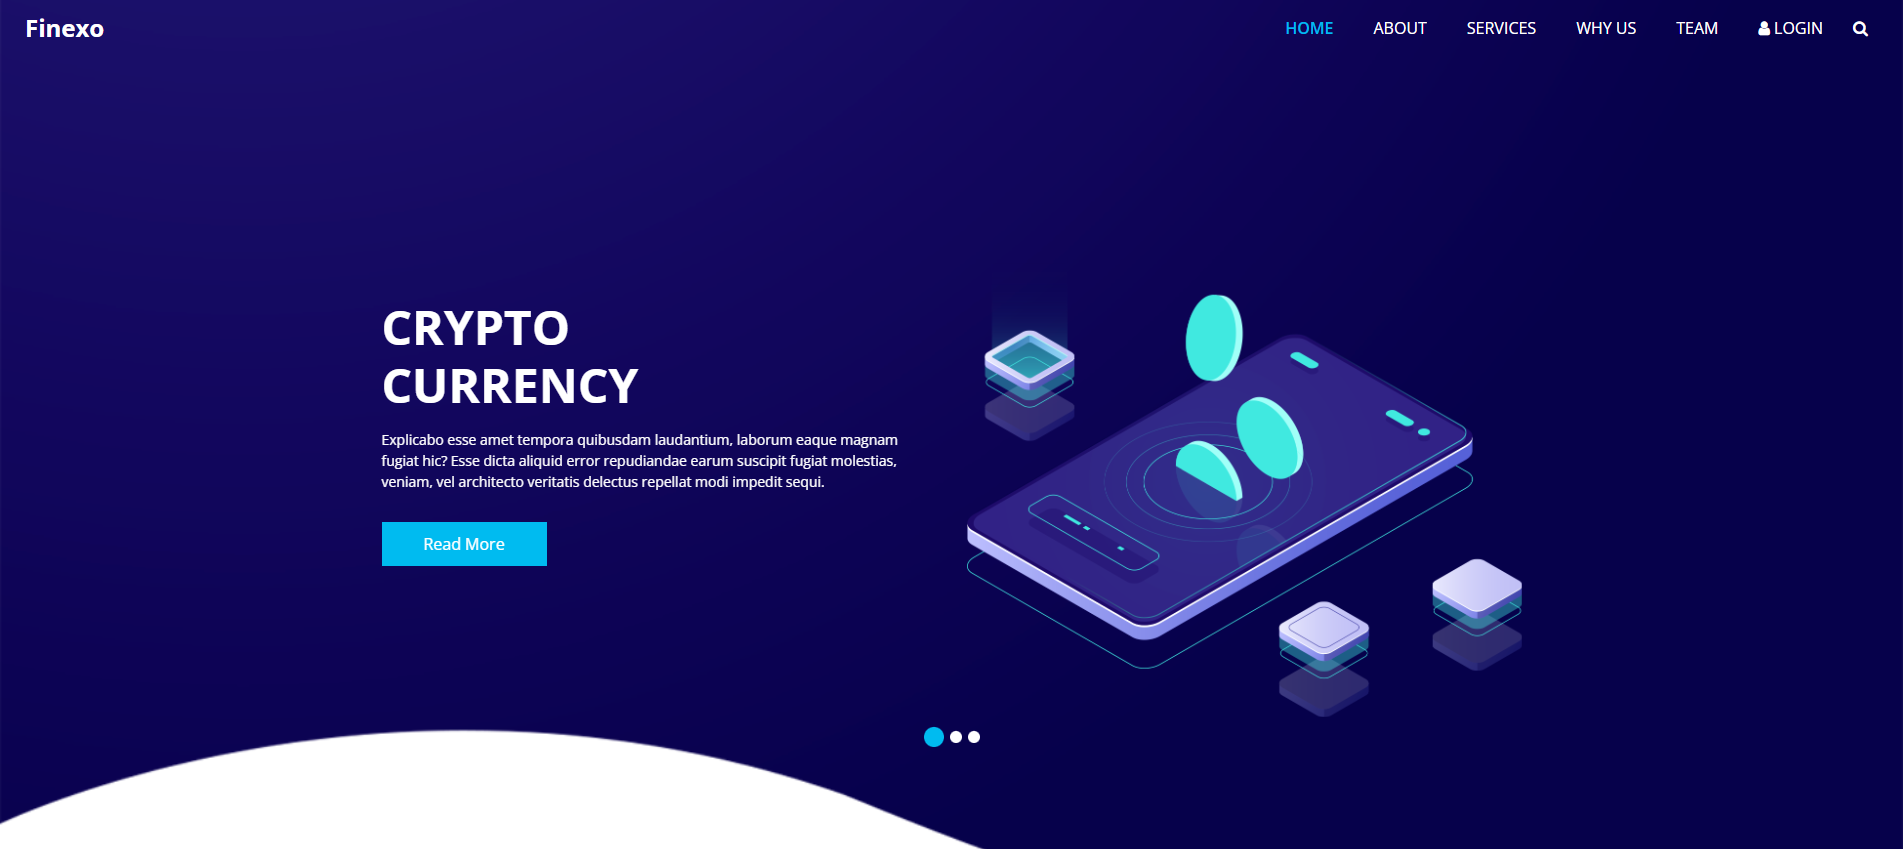 Finexo
HOME ABOUT SERVICES WHY US TEAM LOGIN
CRYPTO
CURRENCY
Explicabo esse amet tempora quibusdam laudantium, laborum eaque magnam
fugiat hic? Esse dicta aliquid error repudiandae earum suscipit fugiat molestias,
veniam, vel architecto veritatis delectus repellat modi impedit sequi.
Read More